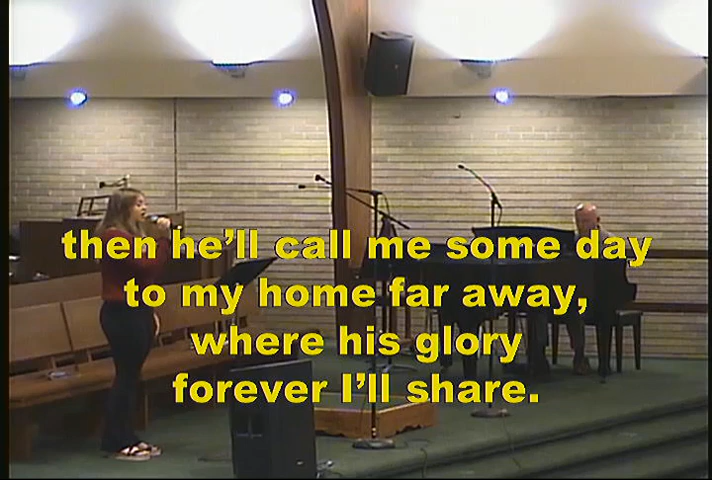 then he'll call me some day
to my home far away,
where his glory
forever I'll share.